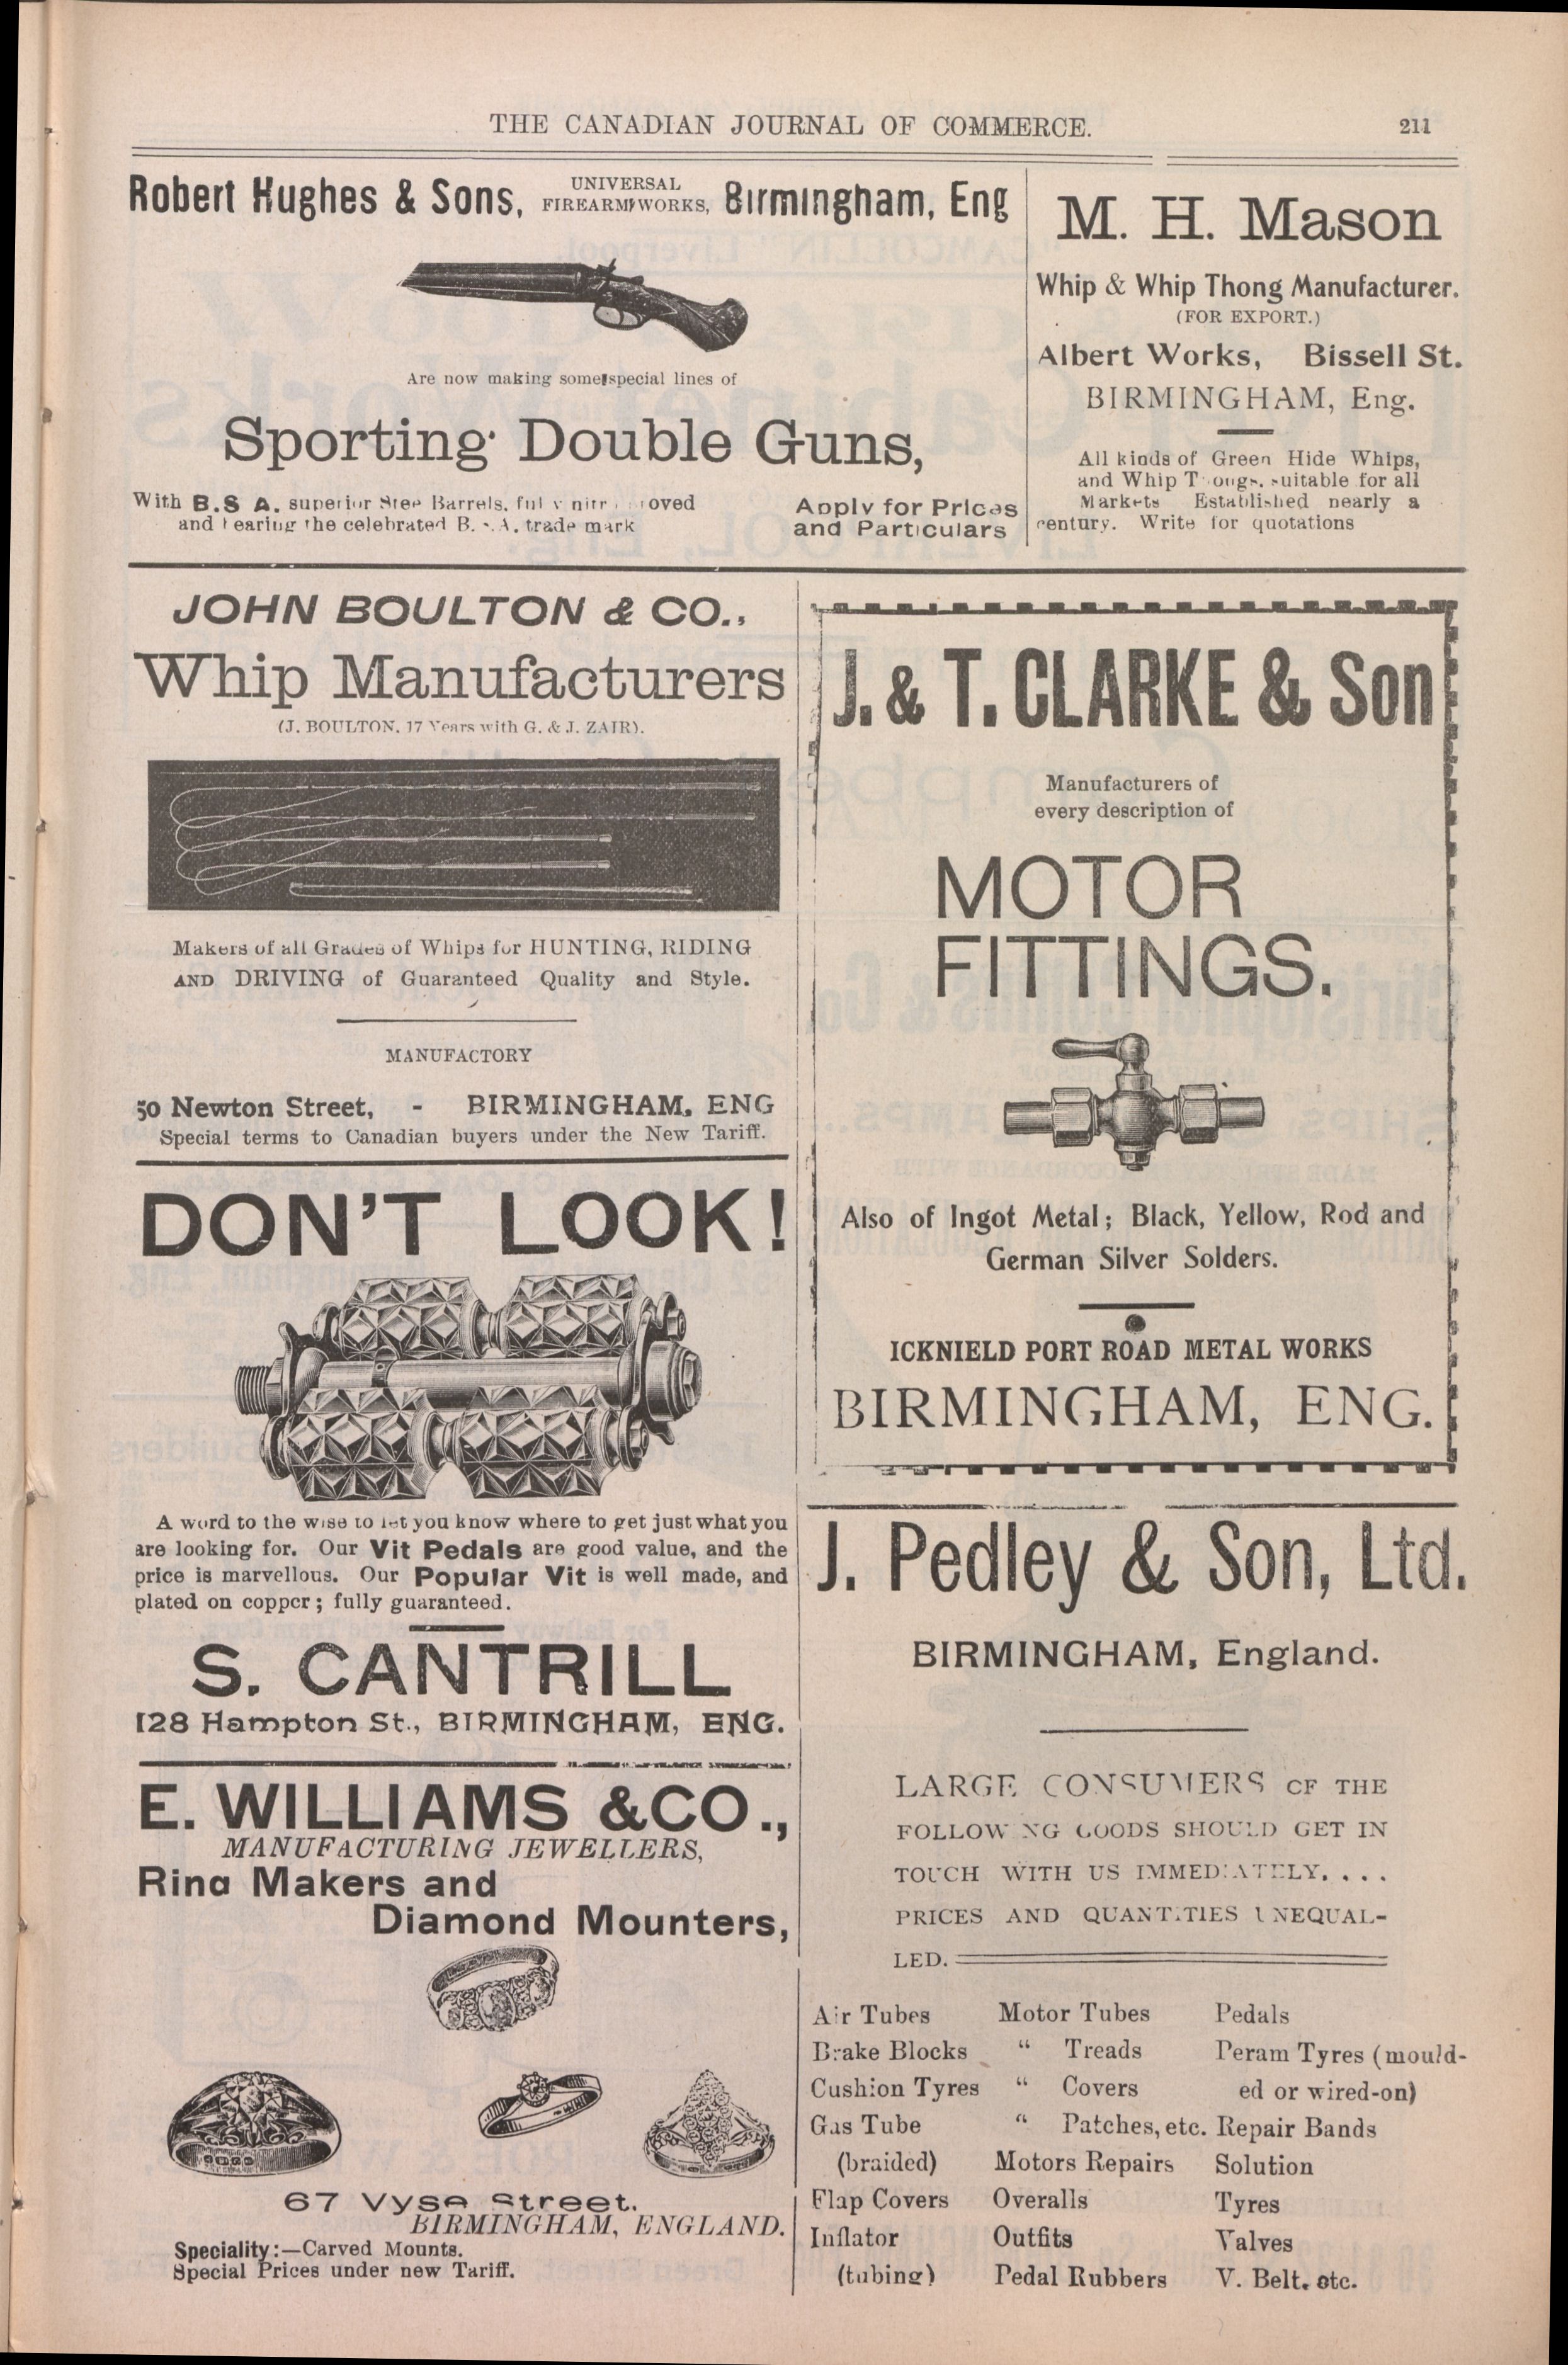 THE CANADIAN JOURNAL OF COMMERCE.
211
Robert Hughes & Sons, UNIVERSAL FIREARM WORKS, Birmingham, Eng
Are now making some special lines of
Sporting Double Guns,
With B.S A. superior Barrels,
and bearing the celebrated B. A. trade mark
Apply for Prices
and Particulars
M. H. Mason
Whip & Whip Thong Manufacturer.
(FOR EXPORT.)
Albert Works, Bissell St.
BIRMINGHAM, Eng.
All kinds of Green Hide Whips,
and Whip Thongs, suitable for all
Markets Established nearly a
century. Write for quotations
JOHN BOULTON & CO.,
Whip Manufacturers
(J. BOULTON, 17 Years with G. & J. ZAIR).
Makers of all Grades of Whips for HUNTING, RIDING
AND DRIVING of Guaranteed Quality and Style.
MANUFACTORY
50 Newton Street, - BIRMINGHAM, ENG
Special terms to Canadian buyers under the New Tariff.
DON'T LOOK!
A word to the wise to let you know where to get just what you
are looking for. Our Vit Pedals are good value, and the
price is marvellous. Our Popular Vit is well made, and
plated on copper; fully guaranteed.
S. CANTRILL
128 Hampton St., BIRMINGHAM, ENG.
E. WILLIAMS &CO.,
MANUFACTURING JEWELLERS,
Ring Makers and
Diamond Mounters,
67 Vyse Street.
BIRMINGHAM, ENGLAND.
Speciality:—Carved Mounts.
Special Prices under new Tariff.
J. & T. CLARKE & Son
Manufacturers of
every description of
MOTOR
FITTINGS.
Also of Ingot Metal; Black, Yellow, Rod and
German Silver Solders.
ICKNIELD PORT ROAD METAL WORKS
BIRMINGHAM, ENG.
J. Pedley & Son, Ltd.
BIRMINGHAM, England.
LARGE CONSUMERS OF THE
FOLLOWING GOODS SHOULD GET IN
TOUCH WITH US IMMEDIATELY. . . .
PRICES AND QUANTITIES UNEQUAL-
LED.
Air Tubes
Brake Blocks
Cushion Tyres
Gas Tube
(braided)
Flap Covers
Inflator
(tubing)
Motor Tubes
“ Treads
“ Covers
“ Patches, etc.
Motors Repairs
Overalls
Outfits
Pedal Rubbers
Pedals
Peram Tyres (mould-
ed or wired-on)
Repair Bands
Solution
Tyres
Valves
V. Belt, etc.